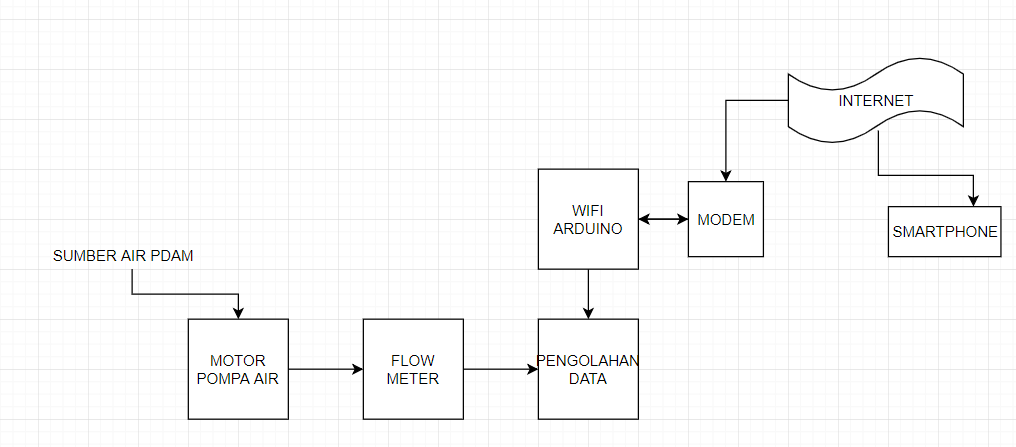 INTERNET
WIFI
ARDUINO
MODEM
SMARTPHONE
SUMBER AIR PDAM
MOTOR
POMPA AIR
FLOW
METER
PENGOLAHAN
DATA